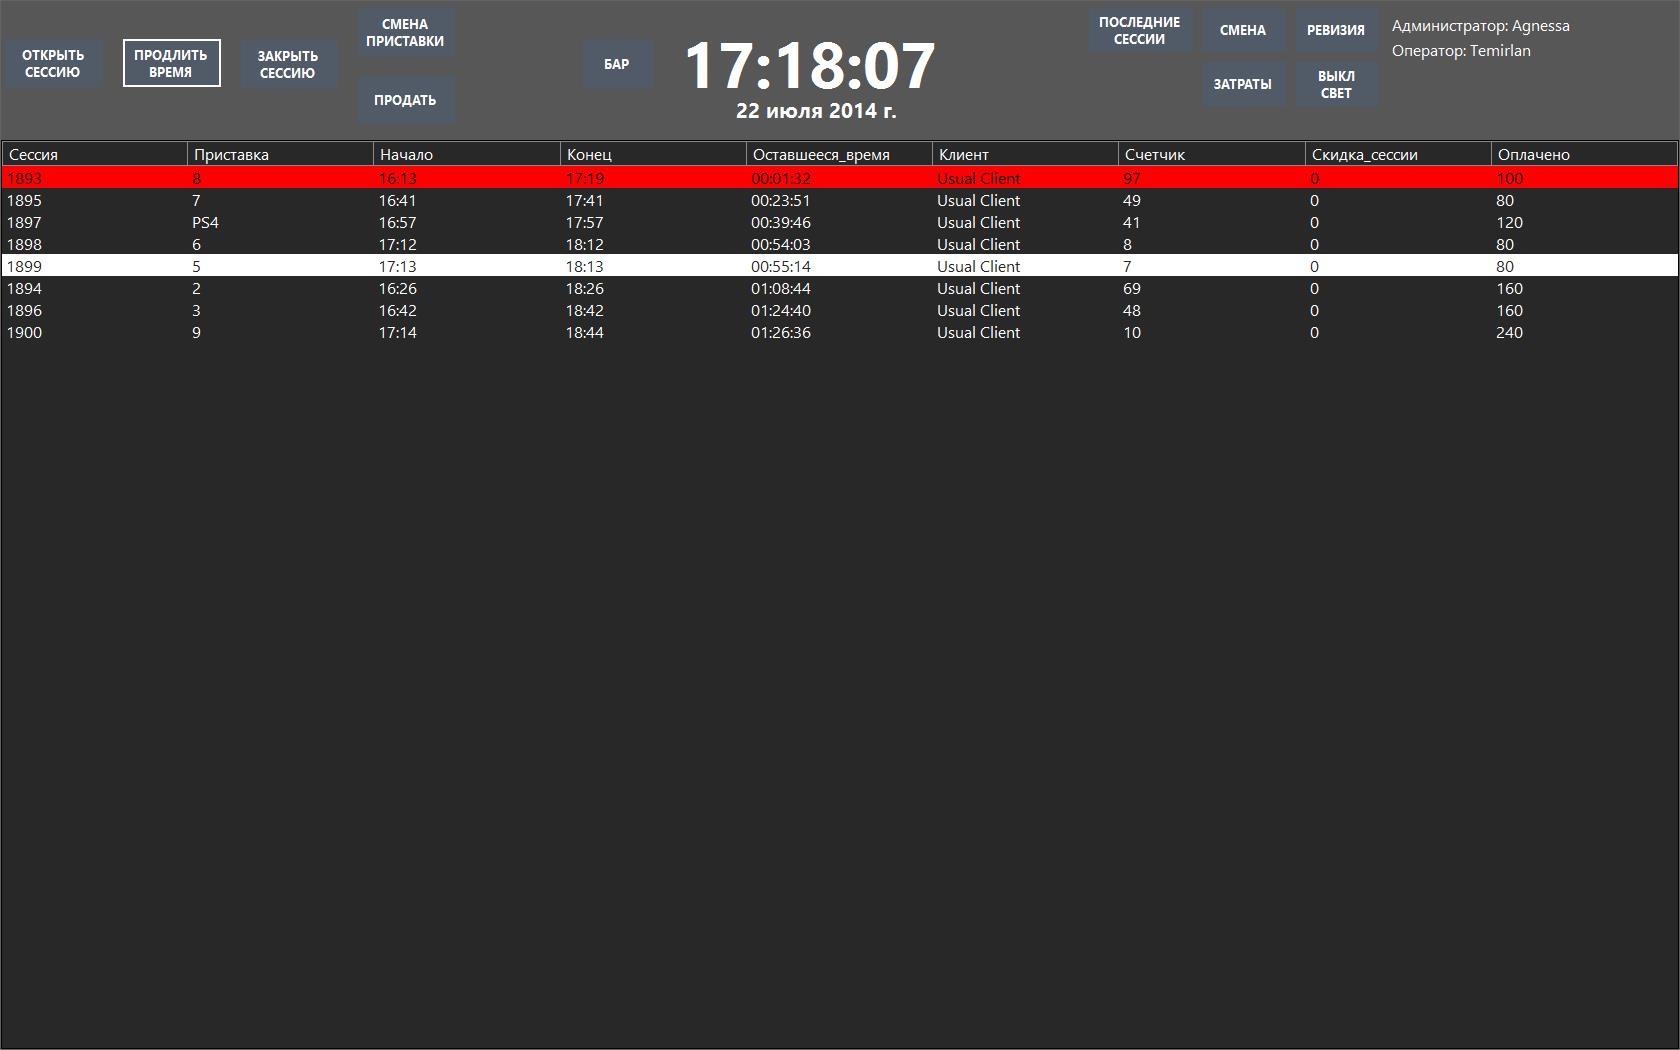 ОТКРЫТЬ
СЕССИЮ
ПРОДЛИТЬ
ВРЕМЯ
ЗАКРЫТЬ
СЕССИЮ
СМЕНА
ПРИСТАВКИ
ПРОДАТЬ
БАР
17:18:07
22 июля 2014 г.
ПОСЛЕДНИЕ
СЕССИИ
СМЕНА
РЕВИЗИЯ
ЗАТРАТЫ
ВЫКЛ
СВЕТ
Администратор: Agnessa
Оператор: Temirlan
Сессия Приставка Начало Конец Оставшееся_время Клиент Счетчик Скидка_сессии Оплачено
1893 8 16:13 17:19 00:01:32 Usual Client 97 0 100
1895 7 16:41 17:41 00:23:51 Usual Client 49 0 80
1897 PS4 16:57 17:57 00:39:46 Usual Client 41 0 120
1898 6 17:12 18:12 00:54:03 Usual Client 8 0 80
1899 5 17:13 18:13 00:55:14 Usual Client 7 0 80
1894 2 16:26 18:26 01:08:44 Usual Client 69 0 160
1896 3 16:42 18:42 01:24:40 Usual Client 48 0 160
1900 9 17:14 18:44 01:26:36 Usual Client 10 0 240